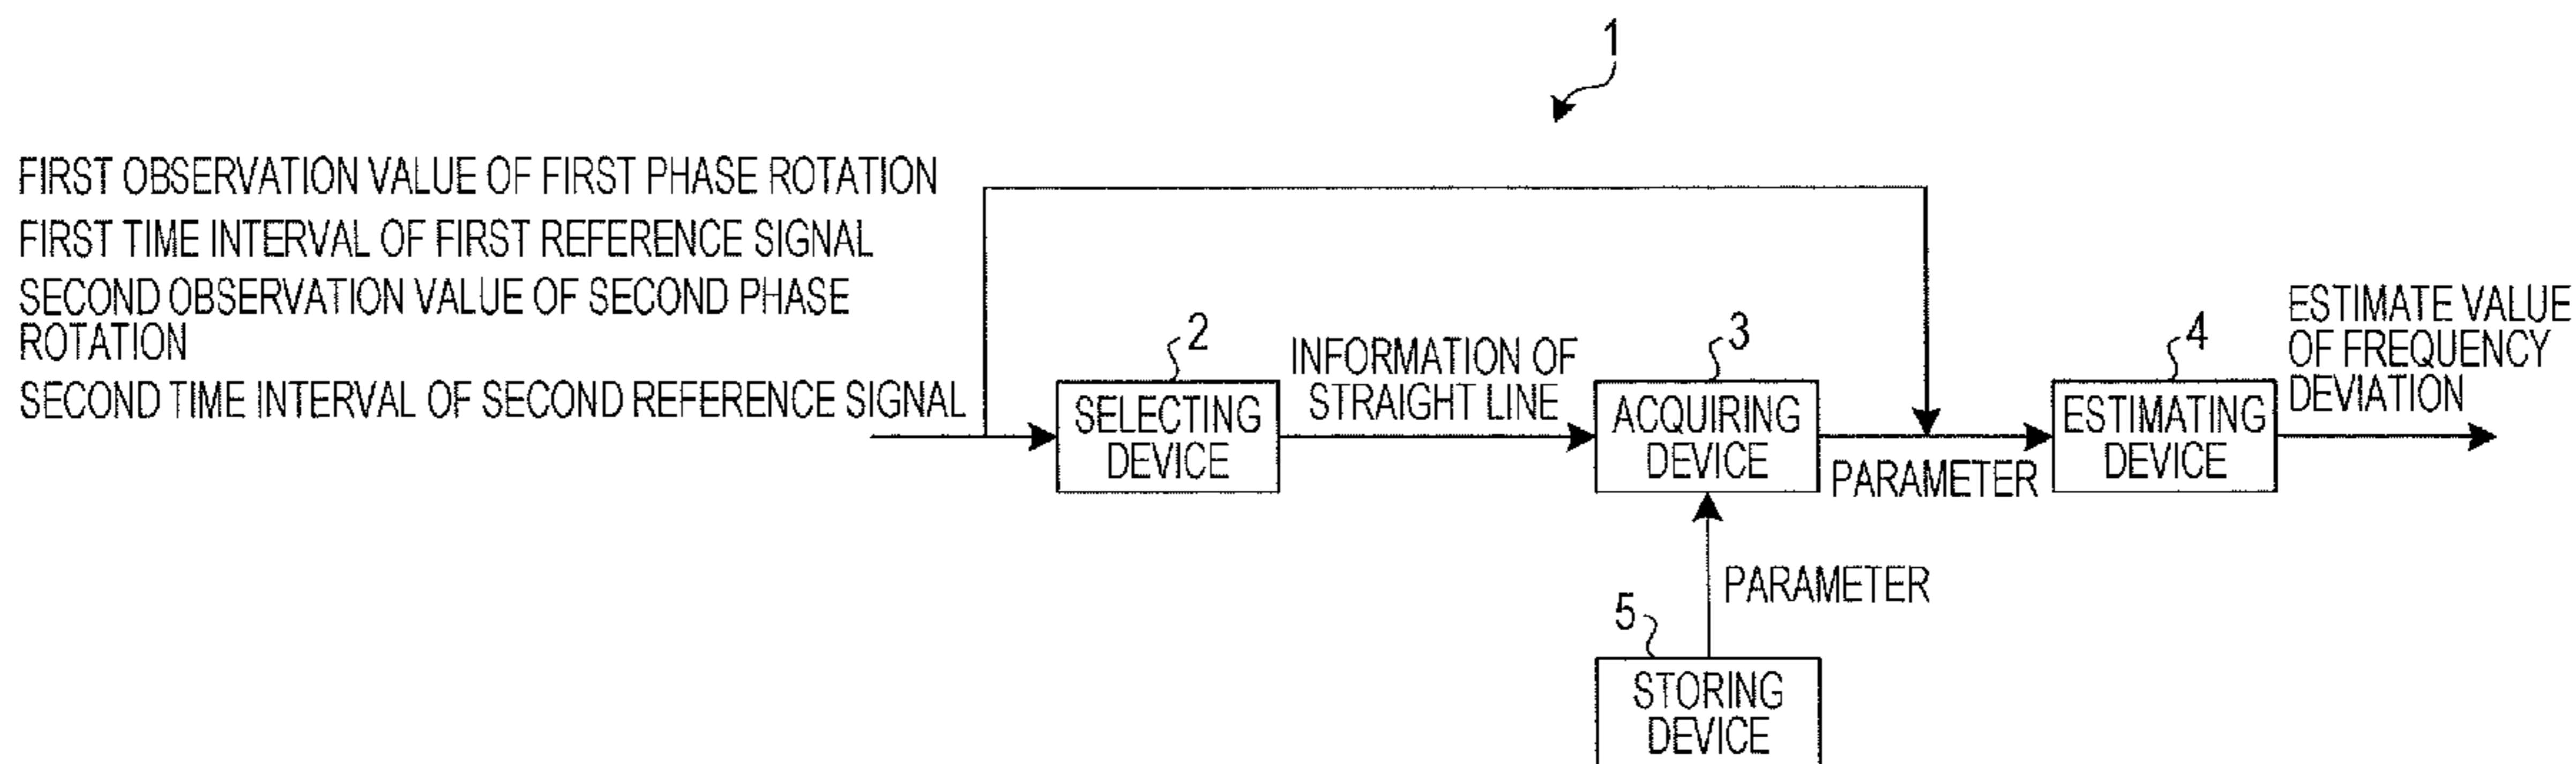 1
FIRST OBSERVATION VALUE OF FIRST PHASE ROTATION
FIRST TIME INTERVAL OF FIRST REFERENCE SIGNAL
SECOND OBSERVATION VALUE OF SECOND PHASE
ROTATION
SECOND TIME INTERVAL OF SECOND REFERENCE SIGNAL
2
SELECTING
DEVICE
INFORMATION OF
STRAIGHT LINE
3
ACQUIRING
DEVICE
PARAMETER
4
ESTIMATING
DEVICE
ESTIMATE VALUE
OF FREQUENCY
DEVIATION
PARAMETER
5
STORING
DEVICE